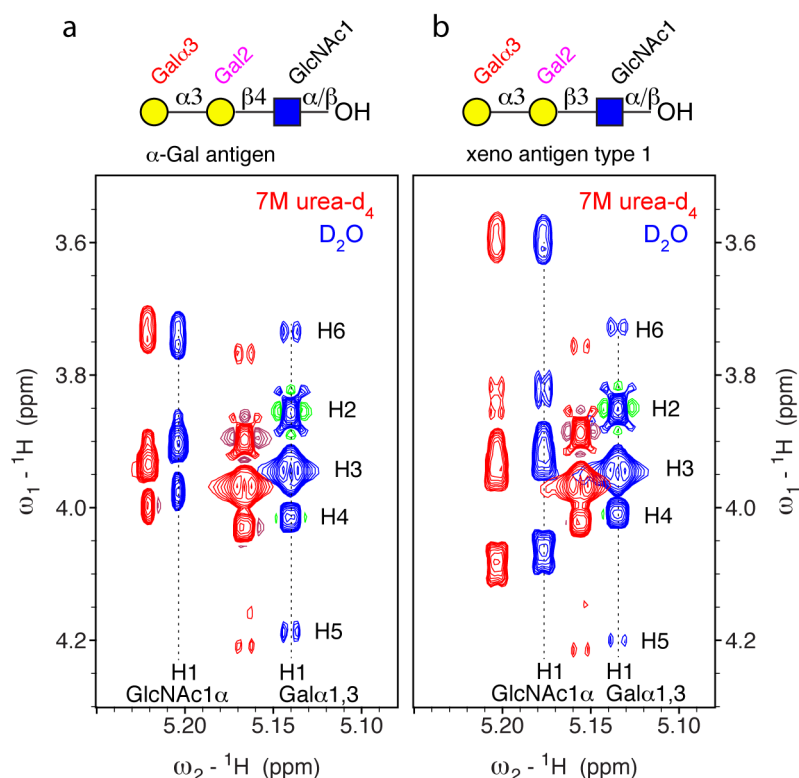 a
Galα3 Gal2 GlcNAc1
α3 β4 α/β OH
α-Gal antigen
7M urea-d4
D2O
H6
H2
H3
H4
H5
H1 H1
GlcNAc1α Galα1,3
3.6
3.8
4.0
4.2
ω1 - 1H (ppm)
5.20 5.15 5.10
ω2 - 1H (ppm)
b
Galα3 Gal2 GlcNAc1
α3 β3 α/β OH
xeno antigen type 1
7M urea-d4
D2O
H6
H2
H3
H4
H5
H1 H1
GlcNAc1α Galα1,3
3.6
3.8
4.0
4.2
ω1 - 1H (ppm)
5.20 5.15 5.10
ω2 - 1H (ppm)